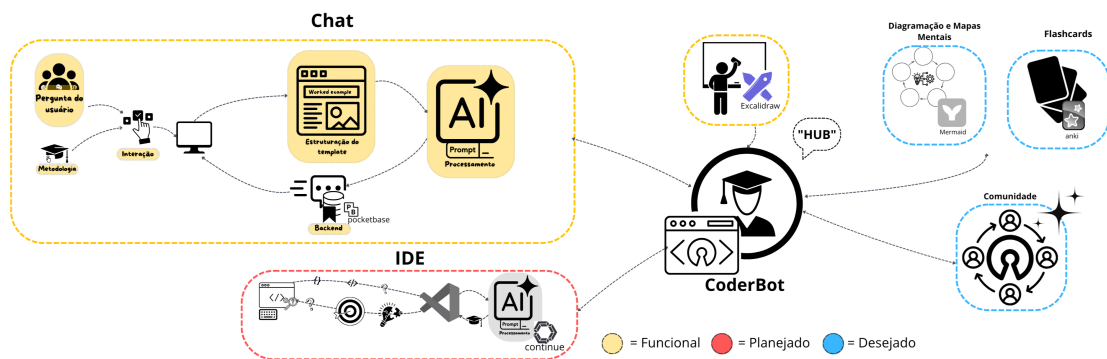 Chat
Pergunta do
usuário
Metodologia
Interação
Worked example
Estruturação do
template
AI
Prompt
Processamento
Backend
P
B
pocketbase
IDE
</>
?
{}
</>
?
AI
Prompt
Processamento
continue
Excalidraw
"HUB"
CoderBot
Diagramação e Mapas
Mentais
Mermaid
Flashcards
anki
Comunidade
= Funcional
= Planejado
= Desejado